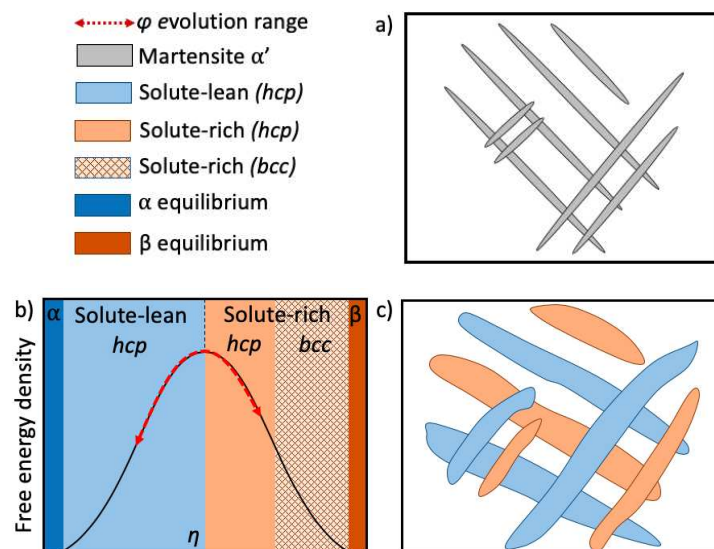 φ evolution range
Martensite α’
Solute-lean (hcp)
Solute-rich (hcp)
Solute-rich (bcc)
α equilibrium
β equilibrium
a)
b)
α Solute-lean Solute-rich β
hcp hcp bcc
Free energy density
η
c)